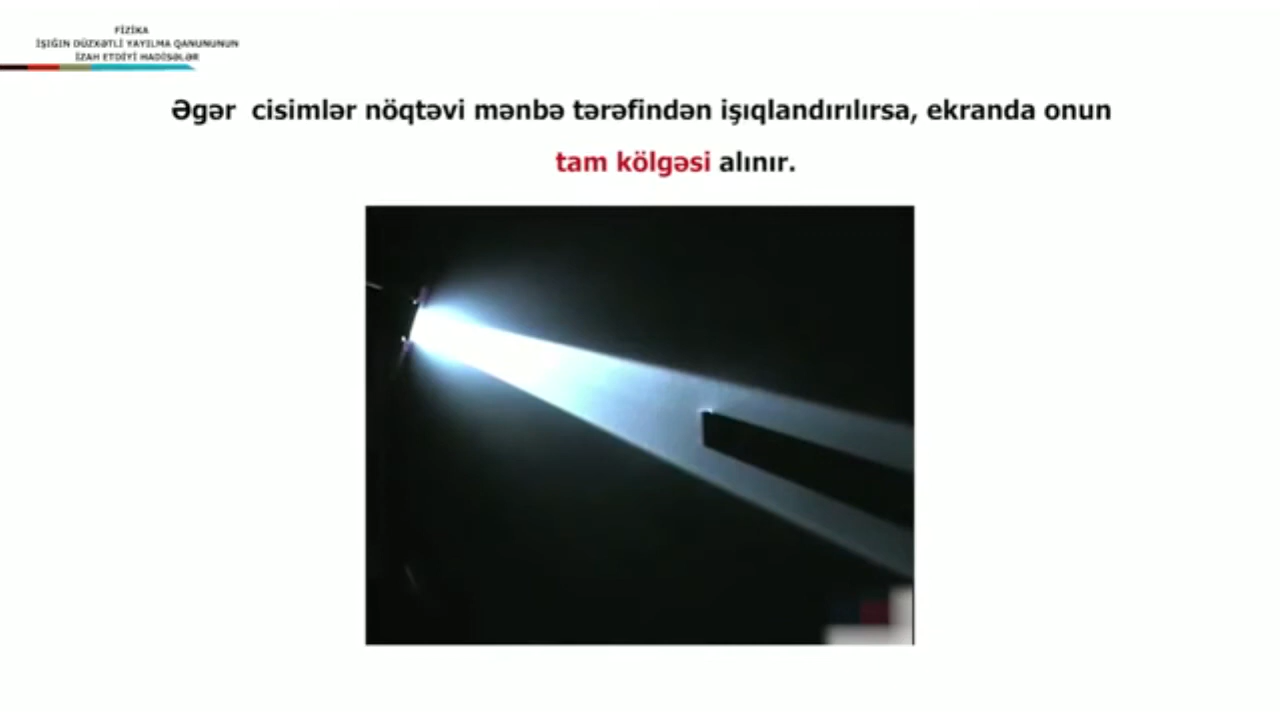 FİZİKA
İŞIĞIN DÜZXƏTLİ YAYILMA QANUNUNUN
İZAH ETDİYİ HADİSƏLƏR
Əgər cisimlər nöqtəvi mənbə tərəfindən işıqlandırılırsa, ekranda onun
tam kölgəsi alınır.